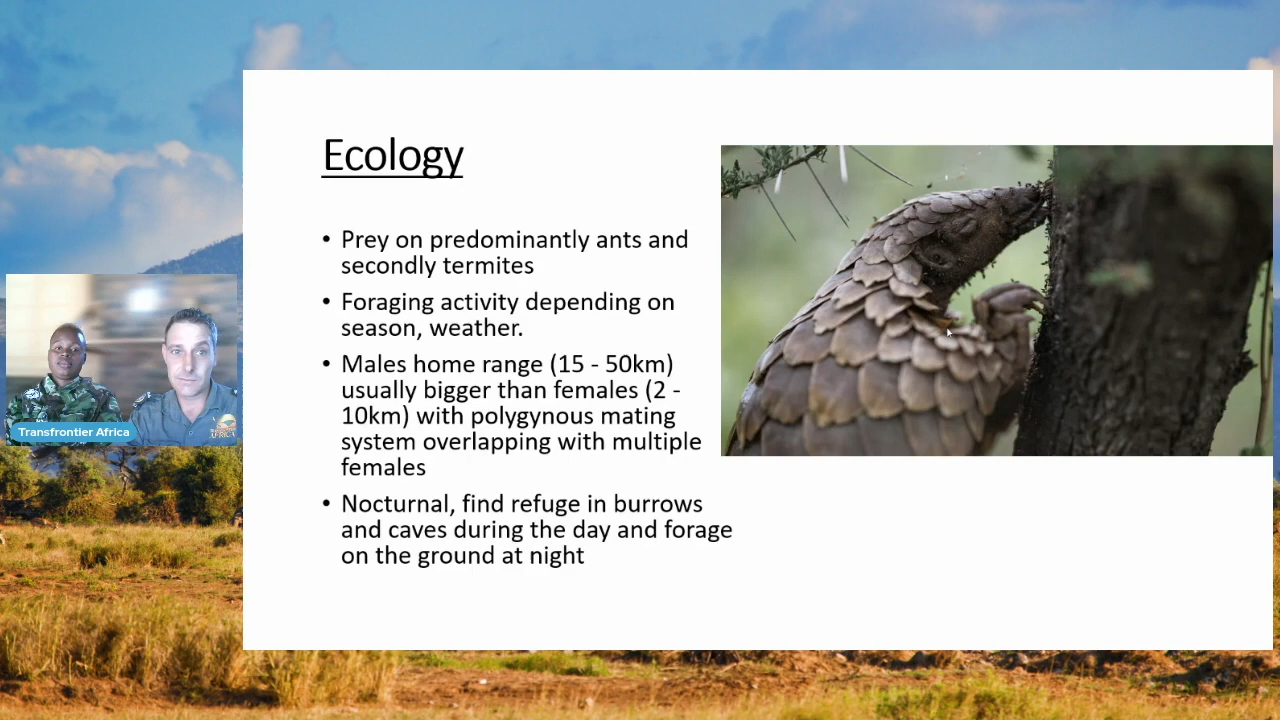 Ecology
• Prey on predominantly ants and
secondly termites
• Foraging activity depending on
season, weather.
• Males home range (15 - 50km)
usually bigger than females (2 -
10km) with polygynous mating
system overlapping with multiple
females
• Nocturnal, find refuge in burrows
and caves during the day and forage
on the ground at night
Transfrontier Africa
AFRICA